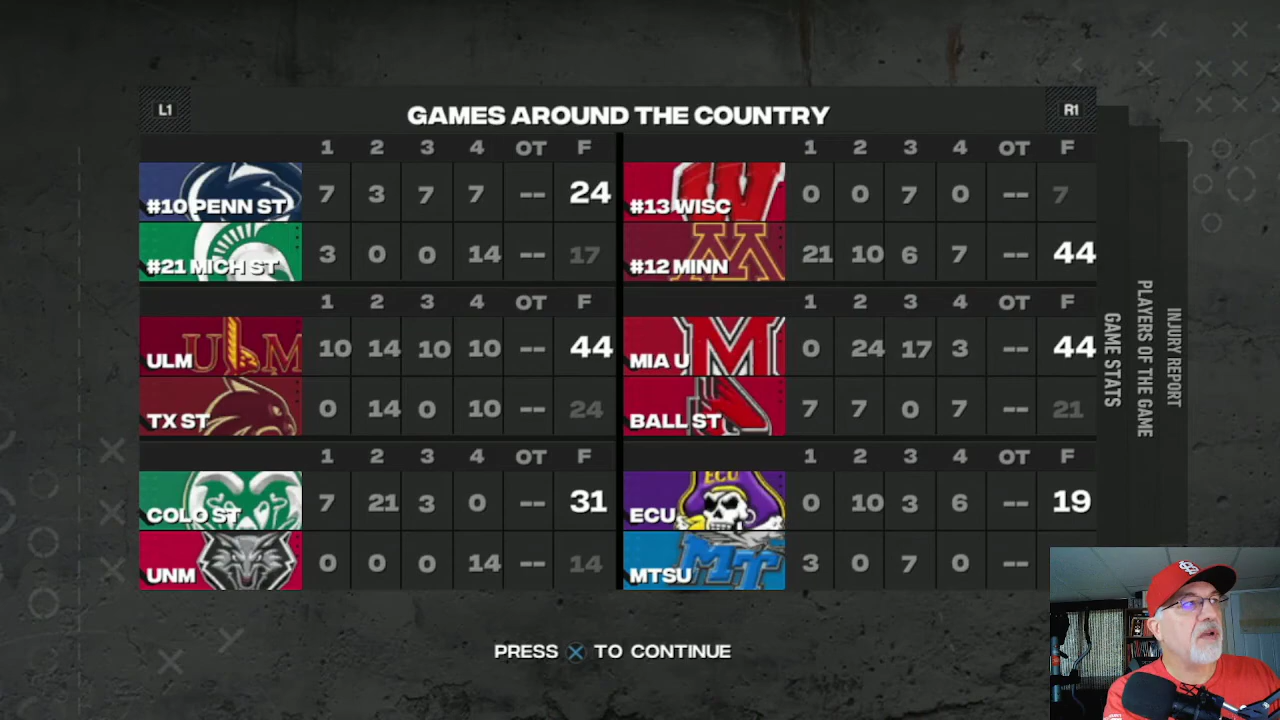 L1
GAMES AROUND THE COUNTRY
R1
1 2 3 4 OT F
#10 PENN ST 7 3 7 7 -- 24
#21 MICH ST 3 0 0 14 -- 17
1 2 3 4 OT F
#13 WISC 0 0 7 0 -- 7
#12 MINN 21 10 6 7 -- 44
1 2 3 4 OT F
ULM 10 14 10 10 -- 44
TX ST 0 14 0 10 -- 24
1 2 3 4 OT F
MIA U 0 24 17 3 -- 44
BALL ST 7 7 0 7 -- 21
1 2 3 4 OT F
COLO ST 7 21 3 0 -- 31
UNM 0 0 0 14 -- 14
1 2 3 4 OT F
ECU ECU 0 10 3 6 -- 19
MTSU MT 3 0 7 0 --
GAME STATS
PLAYERS OF THE GAME
INJURY REPORT
PRESS X TO CONTINUE